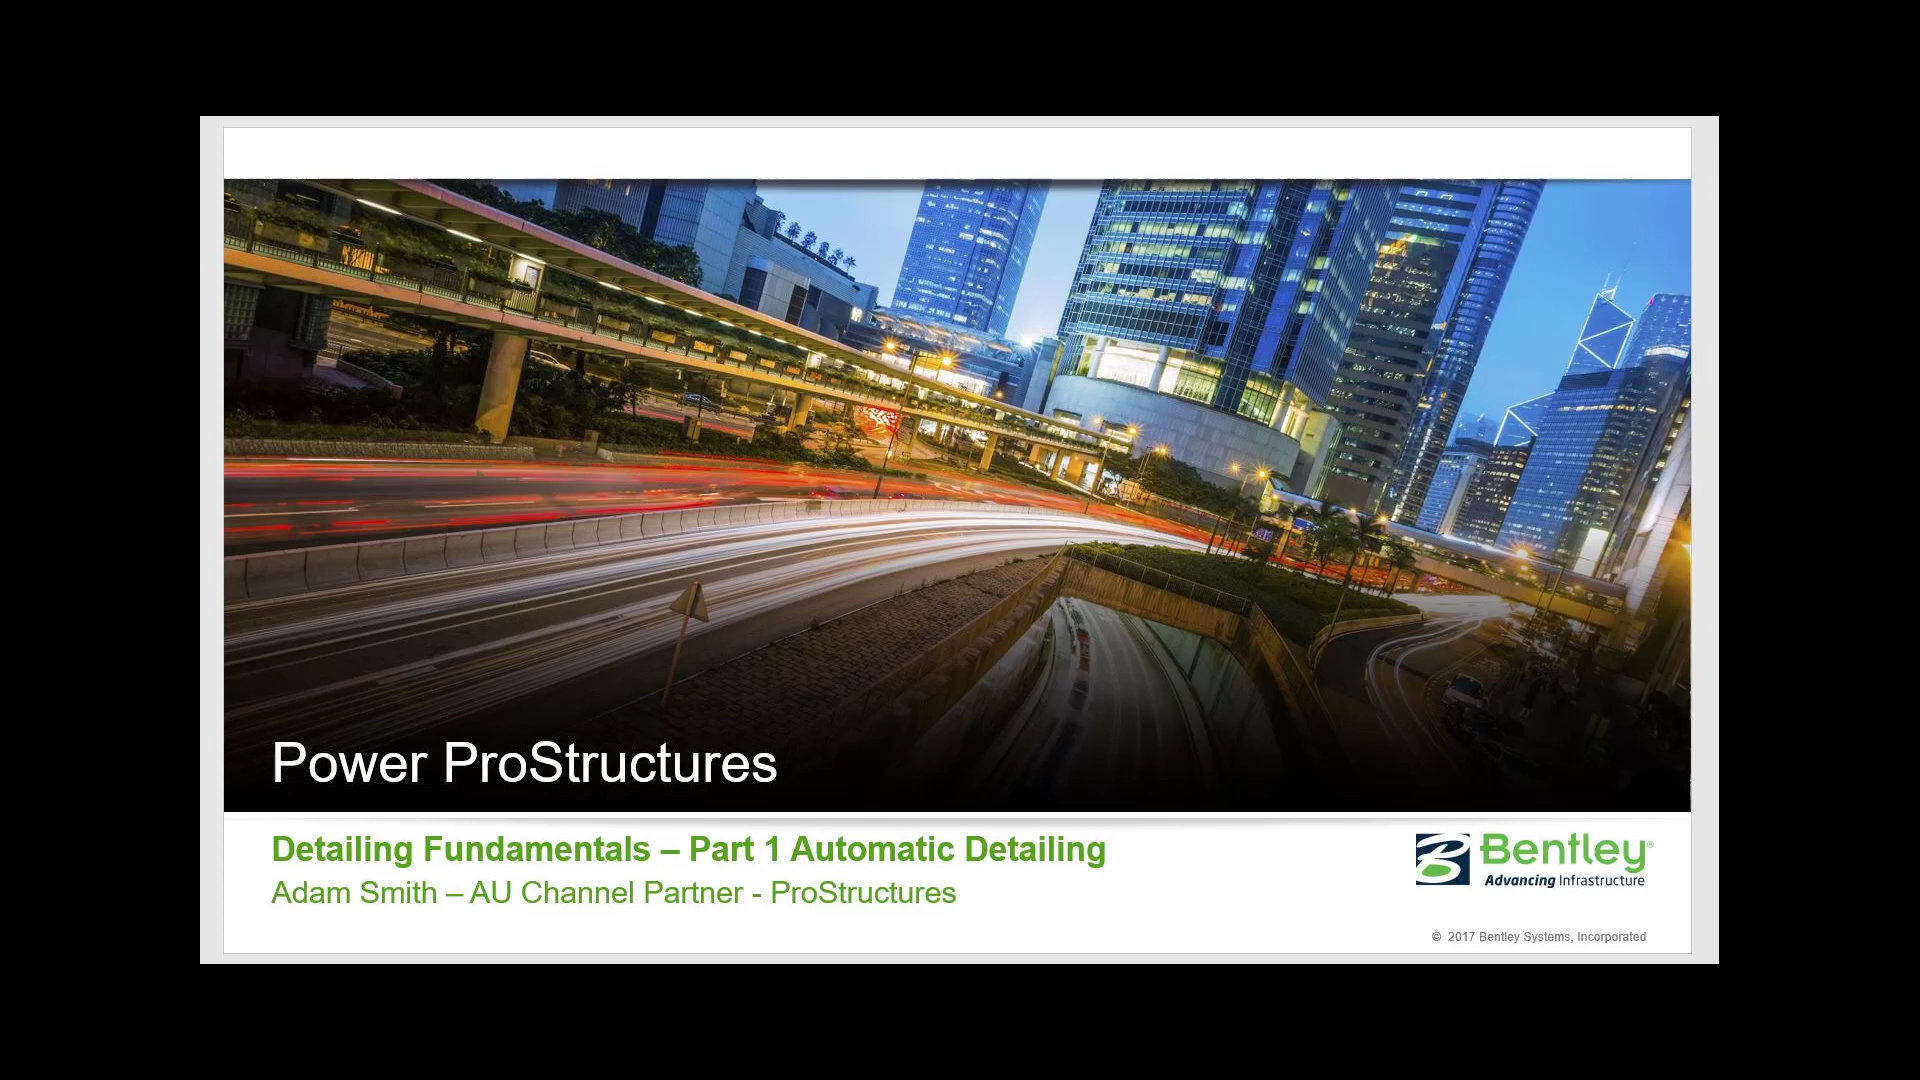 Power ProStructures
Detailing Fundamentals – Part 1 Automatic Detailing
Adam Smith – AU Channel Partner - ProStructures
Bentley®
Advancing Infrastructure
© 2017 Bentley Systems, Incorporated